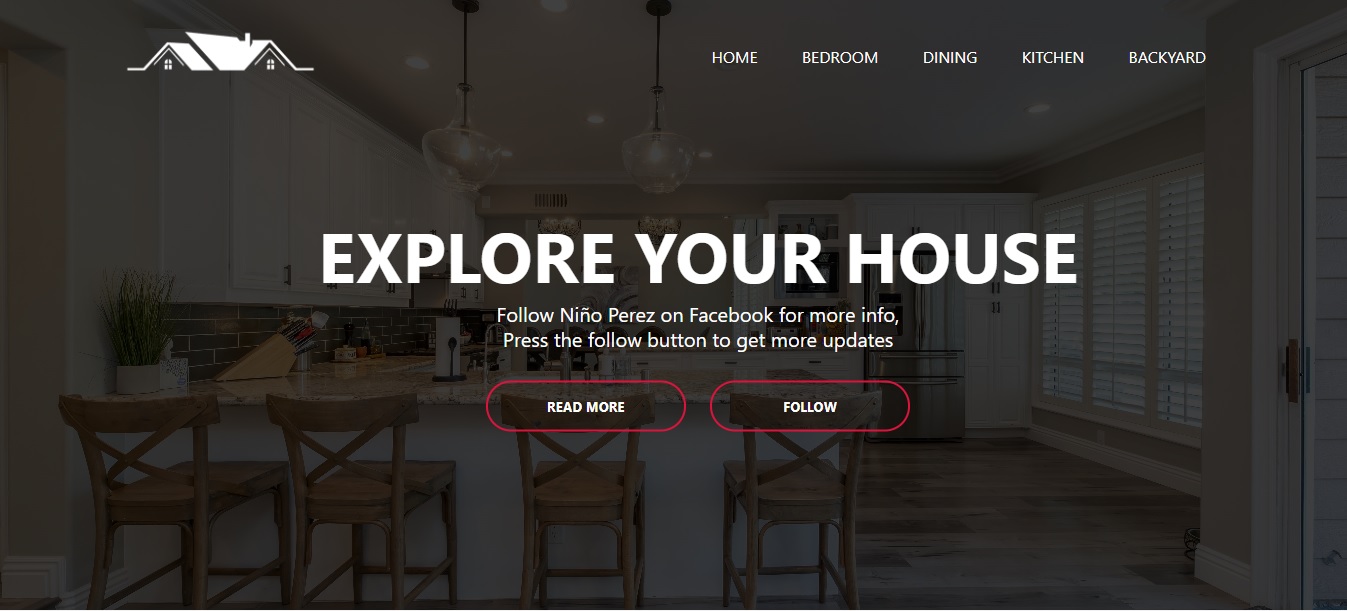 HOME
BEDROOM
DINING
KITCHEN
BACKYARD
EXPLORE YOUR HOUSE
Follow Niño Perez on Facebook for more info,
Press the follow button to get more updates
READ MORE
FOLLOW